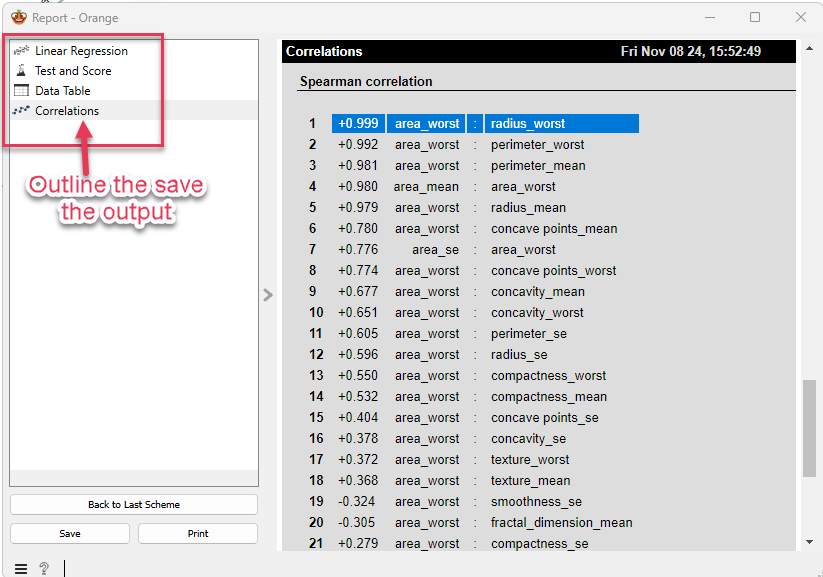 Report - Orange
Linear Regression
Test and Score
Data Table
Correlations
Outline the save
the output
Back to Last Scheme
Save Print
Correlations Fri Nov 08 24, 15:52:49
Spearman correlation
1 +0.999 area_worst : radius_worst
2 +0.992 area_worst : perimeter_worst
3 +0.981 area_worst : perimeter_mean
4 +0.980 area_mean : area_worst
5 +0.979 area_worst : radius_mean
6 +0.780 area_worst : concave points_mean
7 +0.776 area_se : area_worst
8 +0.774 area_worst : concave points_worst
9 +0.677 area_worst : concavity_mean
10 +0.651 area_worst : concavity_worst
11 +0.605 area_worst : perimeter_se
12 +0.596 area_worst : radius_se
13 +0.550 area_worst : compactness_worst
14 +0.532 area_worst : compactness_mean
15 +0.404 area_worst : concave points_se
16 +0.378 area_worst : concavity_se
17 +0.372 area_worst : texture_worst
18 +0.368 area_worst : texture_mean
19 -0.324 area_worst : smoothness_se
20 -0.305 area_worst : fractal_dimension_mean
21 +0.279 area_worst : compactness_se